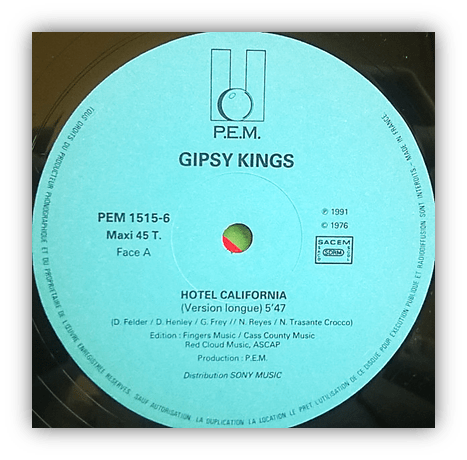 P.E.M.
GIPSY KINGS
PEM 1515-6
Maxi 45 T.
Face A
℗ 1991
© 1976
SACEM
SDRM
HOTEL CALIFORNIA
(Version longue) 5'47
(D. Felder / D. Henley / G. Frey // N. Reyes / N. Trasante Crocco)
Edition : Fingers Music / Cass County Music
Red Cloud Music, ASCAP
Production : P.E.M.
Distribution SONY MUSIC
TOUS DROITS DU PRODUCTEUR PHONOGRAPHIQUE ET DU PROPRIETAIRE DE L'ŒUVRE ENREGISTREE RESERVES. SAUF AUTORISATION LA DUPLICATION LA LOCATION LE PRET DE CE DISQUE POUR EXECUTION PUBLIQUE ET RADIODIFFUSION SONT INTERDITS - MADE IN FRANCE.